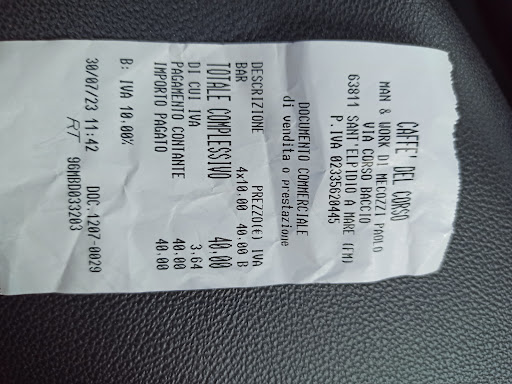 CAFFE' DEL CORSO
MAN & WORK DI MECOZZI PAOLO
VIA CORSO BACCIO
63811 SANT'ELPIDIO A MARE (FM)
P.IVA 02335620445
DOCUMENTO COMMERCIALE
di vendita o prestazione
DESCRIZIONE PREZZO(€) IVA
4x10.00
BAR 40.00 B
TOTALE COMPLESSIVO 40,00
DI CUI IVA 3,64
PAGAMENTO CONTANTE 40.00
IMPORTO PAGATO 40,00
B: IVA 10.00%
30/07/23 11:42 DOC.1207-0029
RT 96MBD033203